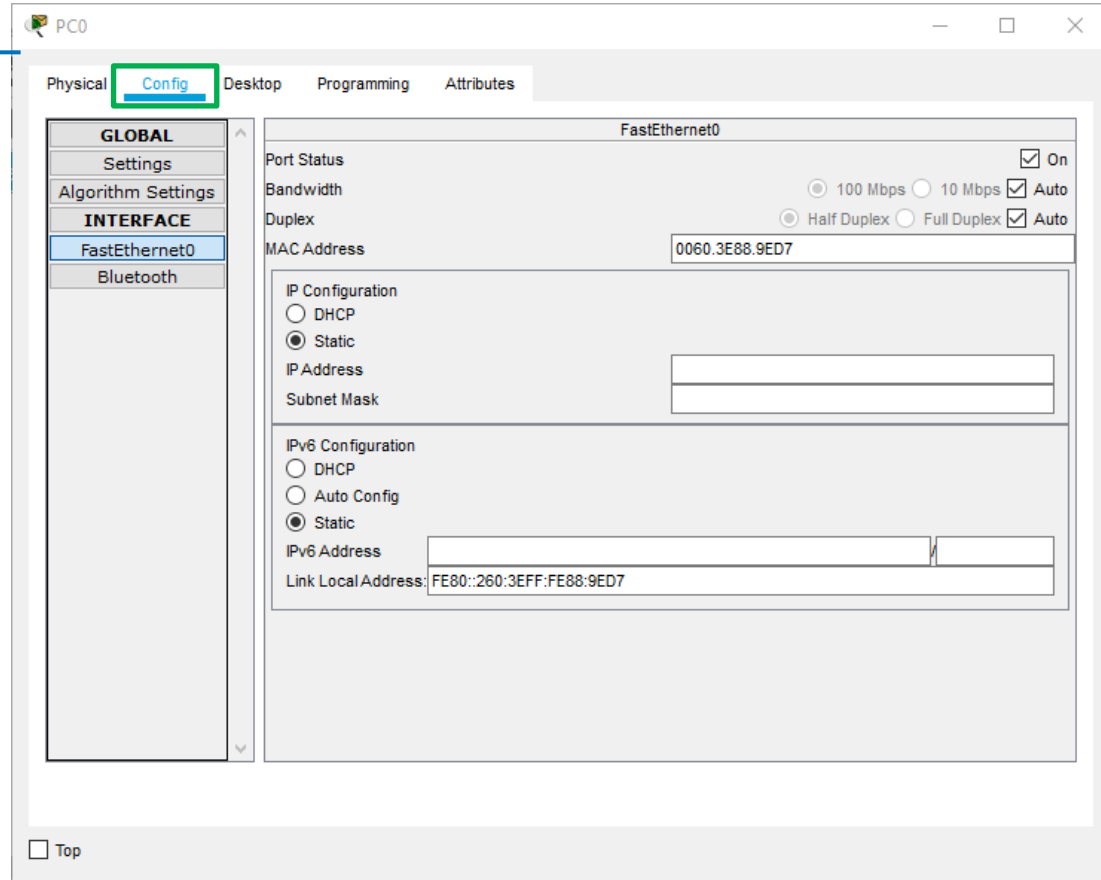 PC0
Physical Config Desktop Programming Attributes
GLOBAL
Settings
Algorithm Settings
INTERFACE
FastEthernet0
Bluetooth
FastEthernet0
Port Status On
Bandwidth 100 Mbps 10 Mbps Auto
Duplex Half Duplex Full Duplex Auto
MAC Address 0060.3E88.9ED7
IP Configuration
DHCP
Static
IP Address
Subnet Mask
IPv6 Configuration
DHCP
Auto Config
Static
IPv6 Address /
Link Local Address: FE80::260:3EFF:FE88:9ED7
Top